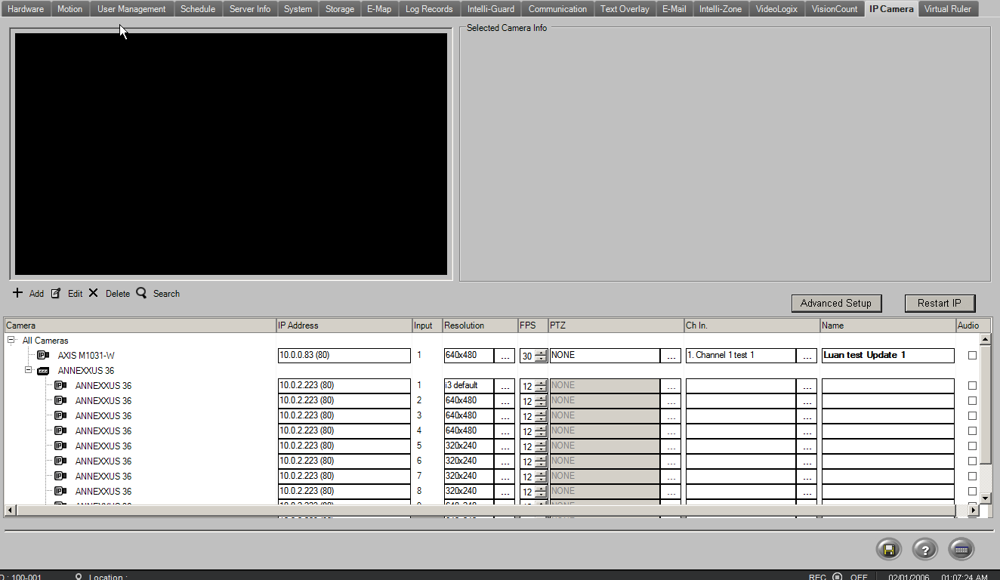 Hardware Motion User Management Schedule Server Info System Storage E-Map Log Records Intelli-Guard Communication Text Overlay E-Mail Intelli-Zone VideoLogix VisionCount IP Camera Virtual Ruler
Selected Camera Info
Add Edit Delete Search
Advanced Setup Restart IP
Camera IP Address Input Resolution FPS PTZ Ch In. Name Audio
All Cameras
IP AXIS M1031-W 10.0.0.83 (80) 1 640x480 ... 30 NONE ... 1. Channel 1 test 1 ... Luan test Update 1
ANNEXXUS 36
IP ANNEXXUS 36 10.0.2.223 (80) 1 i3 default ... 12 NONE ... ...
IP ANNEXXUS 36 10.0.2.223 (80) 2 640x480 ... 12 NONE ... ...
IP ANNEXXUS 36 10.0.2.223 (80) 3 640x480 ... 12 NONE ... ...
IP ANNEXXUS 36 10.0.2.223 (80) 4 640x480 ... 12 NONE ... ...
IP ANNEXXUS 36 10.0.2.223 (80) 5 320x240 ... 12 NONE ... ...
IP ANNEXXUS 36 10.0.2.223 (80) 6 320x240 ... 12 NONE ... ...
IP ANNEXXUS 36 10.0.2.223 (80) 7 320x240 ... 12 NONE ... ...
IP ANNEXXUS 36 10.0.2.223 (80) 8 320x240 ... 12 NONE ... ...
?
: 100-001 Location : REC OFF 02/01/2006 01:07:24 AM